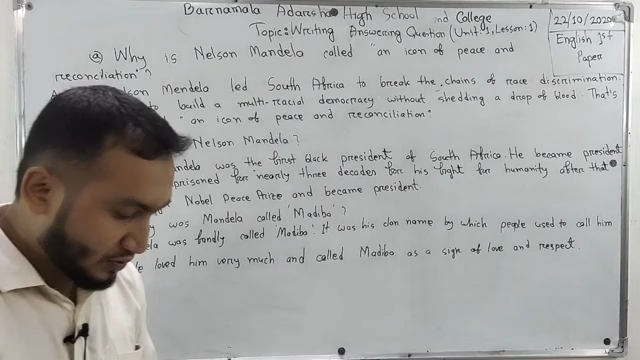 Barnamala Adarsha High School and College
Topic: Writing Answering Question (Unit: 1, Lesson: 1)
22/10/2020
English 1st
Paper
a) Why is Nelson Mandela called "an icon of peace and
reconciliation"?
Nelson Mendela led South Africa to break the chains of race discrimination.
to build a multi-racial democracy without shedding a drop of blood. That's
"an icon of peace and reconciliation"
Nelson Mandela?
was the first black president of South Africa. He became president
for nearly three decades for his fight for humanity after that
Nobel Peace Prize and became president.
was Mandela called 'Madiba'?
was fondly called 'Madiba'. It was his clan name by which people used to call him
loved him very much and called Madiba as a sign of love and respect.